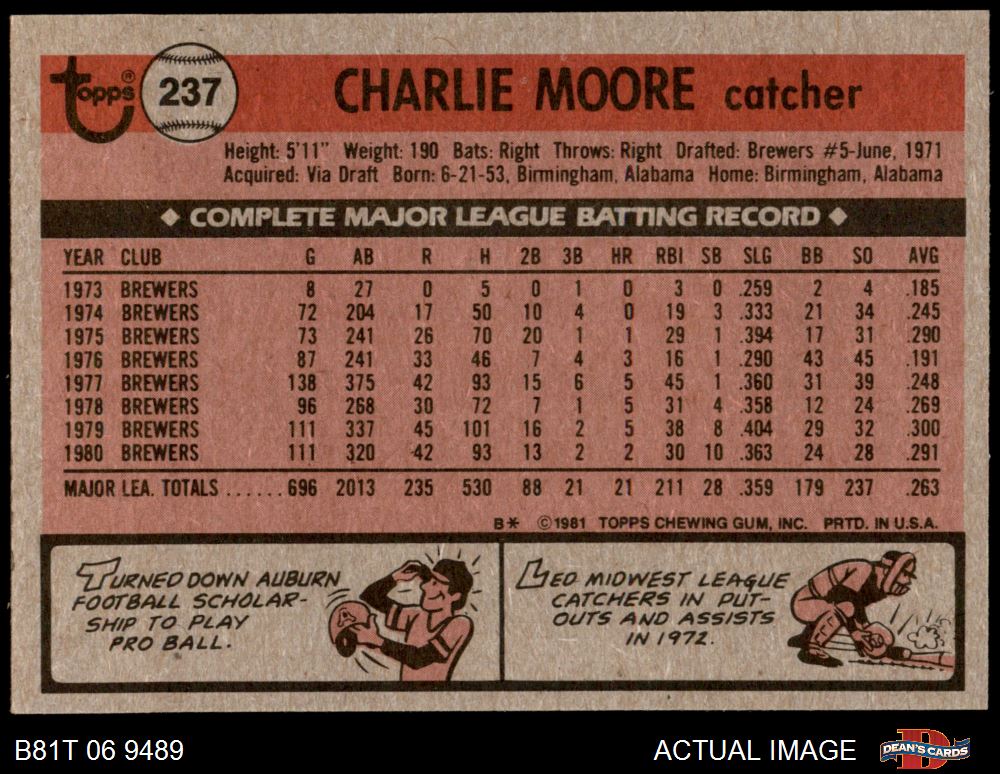 topps® 237 CHARLIE MOORE catcher
Height: 5'11" Weight: 190 Bats: Right Throws: Right Drafted: Brewers #5-June, 1971
Acquired: Via Draft Born: 6-21-53, Birmingham, Alabama Home: Birmingham, Alabama
◆ COMPLETE MAJOR LEAGUE BATTING RECORD ◆
YEAR CLUB G AB R H 2B 3B HR RBI SB SLG BB SO AVG
1973 BREWERS 8 27 0 5 0 1 0 3 0 .259 2 4 .185
1974 BREWERS 72 204 17 50 10 4 0 19 3 .333 21 34 .245
1975 BREWERS 73 241 26 70 20 1 1 29 1 .394 17 31 .290
1976 BREWERS 87 241 33 46 7 4 3 16 1 .290 43 45 .191
1977 BREWERS 138 375 42 93 15 6 5 45 1 .360 31 39 .248
1978 BREWERS 96 268 30 72 7 1 5 31 4 .358 12 24 .269
1979 BREWERS 111 337 45 101 16 2 5 38 8 .404 29 32 .300
1980 BREWERS 111 320 42 93 13 2 2 30 10 .363 24 28 .291
MAJOR LEA. TOTALS ...... 696 2013 235 530 88 21 21 211 28 .359 179 237 .263
B* ©1981 TOPPS CHEWING GUM, INC. PRTD. IN U.S.A.
TURNED DOWN AUBURN
FOOTBALL SCHOLAR-
SHIP TO PLAY
PRO BALL.
LED MIDWEST LEAGUE
CATCHERS IN PUT-
OUTS AND ASSISTS
IN 1972.
B81T 06 9489 ACTUAL IMAGE DEAN'S CARDS